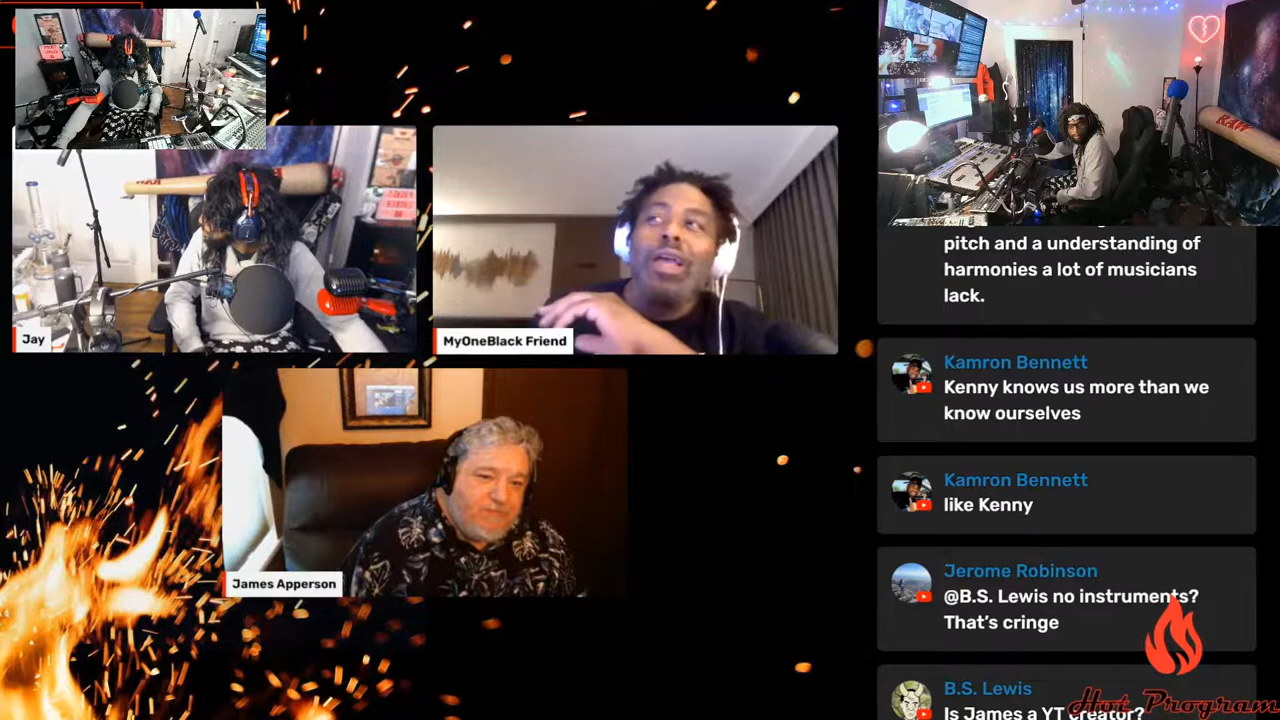 RAW
RAW
Jay
MyOneBlack Friend
James Apperson
pitch and a understanding of
harmonies a lot of musicians
lack.
Kamron Bennett
Kenny knows us more than we
know ourselves
Kamron Bennett
like Kenny
Jerome Robinson
@B.S. Lewis no instruments?
That's cringe
B.S. Lewis
Is James a YT creator?
Hot Program